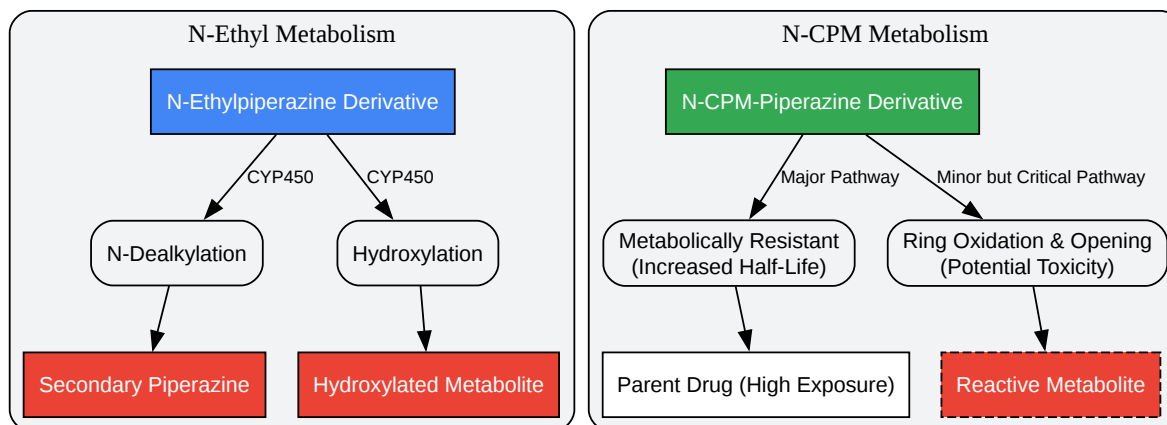 N-Ethyl Metabolism
N-Ethylpiperazine Derivative
CYP450
CYP450
N-Dealkylation
Hydroxylation
Secondary Piperazine
Hydroxylated Metabolite
N-CPM Metabolism
N-CPM-Piperazine Derivative
Major Pathway
Minor but Critical Pathway
Metabolically Resistant
(Increased Half-Life)
Ring Oxidation & Opening
(Potential Toxicity)
Parent Drug (High Exposure)
Reactive Metabolite